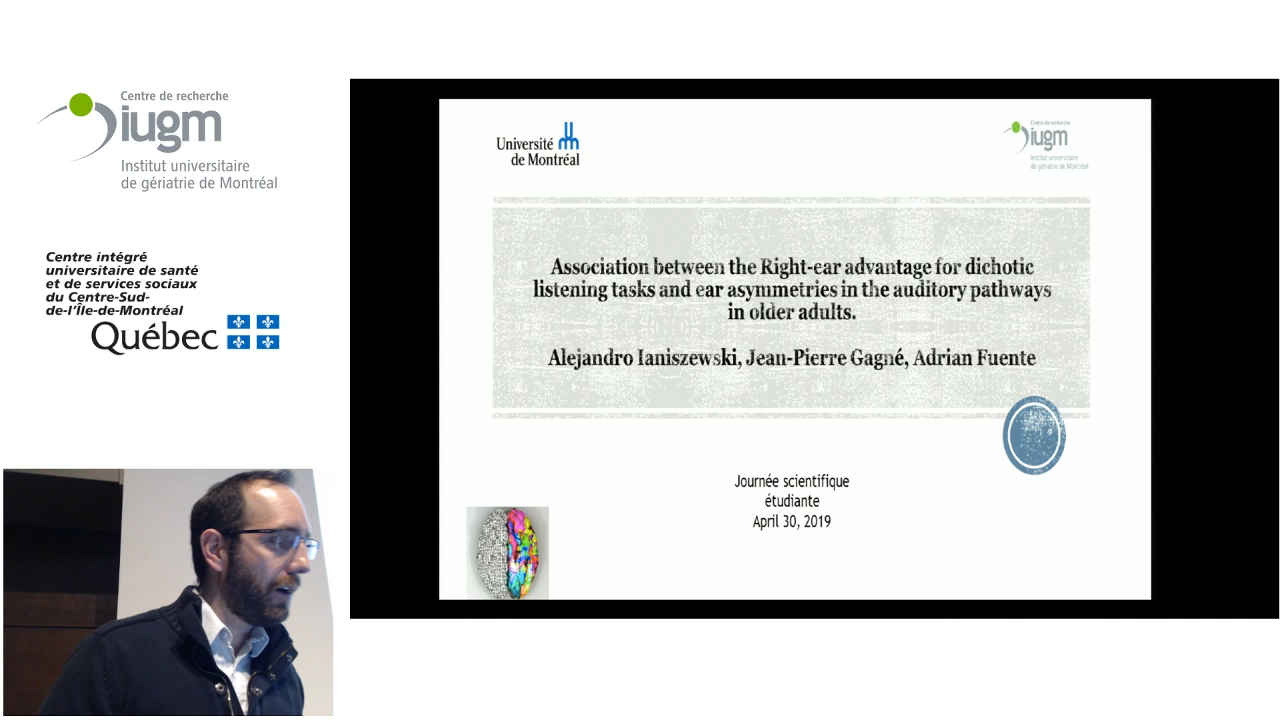 Centre de recherche
iugm
Institut universitaire
de gériatrie de Montréal
Centre intégré
universitaire de santé
et de services sociaux
du Centre-Sud-
de-l'Île-de-Montréal
Québec
Université
de Montréal
Centre de recherche
iugm
Institut universitaire
de gériatrie de Montréal
Association between the Right-ear advantage for dichotic
listening tasks and ear asymmetries in the auditory pathways
in older adults.
Alejandro Ianiszewski, Jean-Pierre Gagné, Adrian Fuente
Journée scientifique
étudiante
April 30, 2019